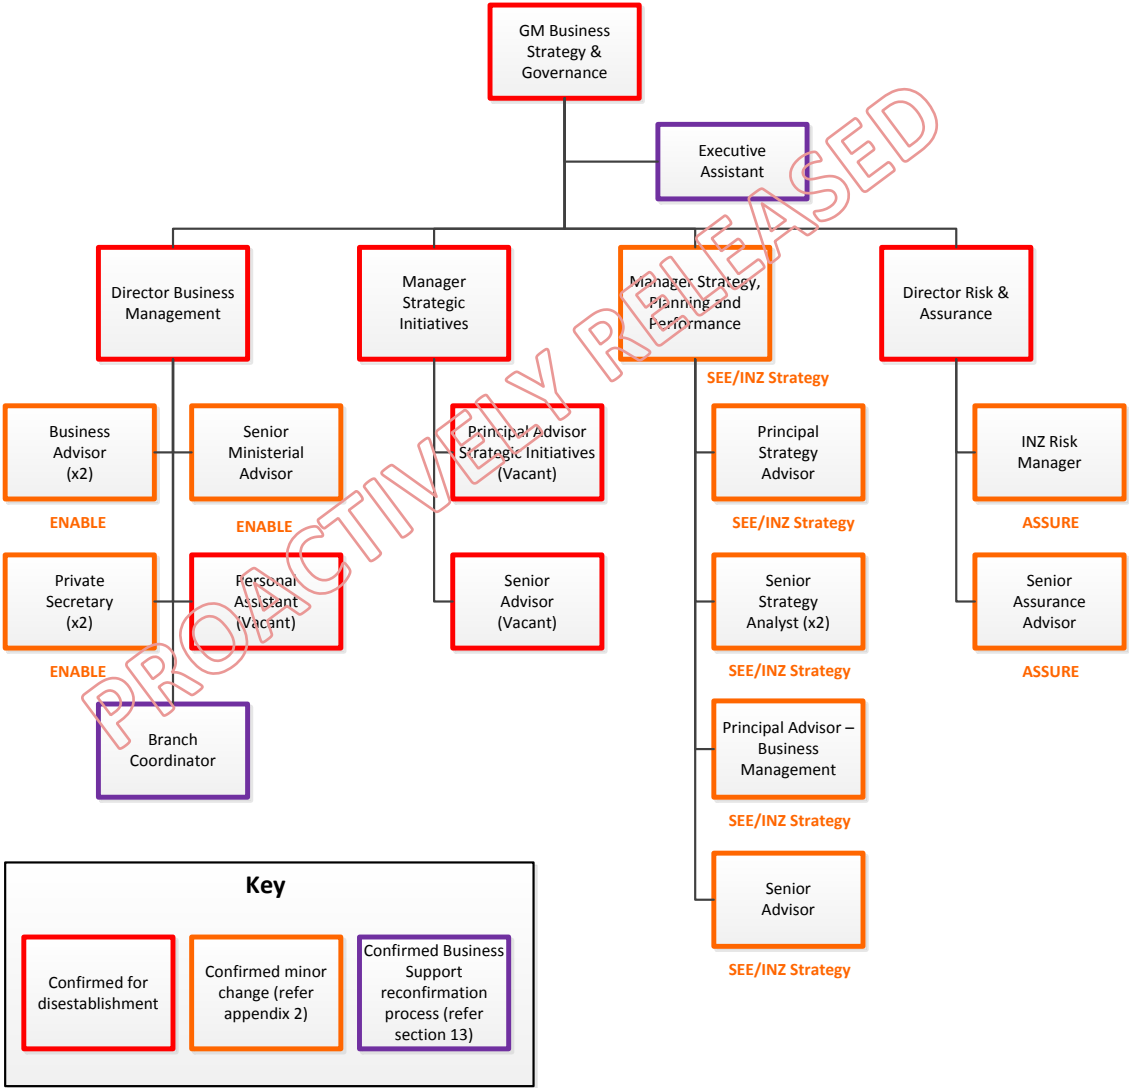 GM Business
Strategy &
Governance
Executive
Assistant
Director Business
Management
Manager
Strategic
Initiatives
Manager Strategy,
Planning and
Performance
SEE/INZ Strategy
Director Risk &
Assurance
Business
Advisor
(x2)
ENABLE
Senior
Ministerial
Advisor
ENABLE
Principal Advisor
Strategic Initiatives
(Vacant)
Principal
Strategy
Advisor
SEE/INZ Strategy
INZ Risk
Manager
ASSURE
Private
Secretary
(x2)
ENABLE
Personal
Assistant
(Vacant)
Senior
Advisor
(Vacant)
Senior
Strategy
Analyst (x2)
SEE/INZ Strategy
Senior
Assurance
Advisor
ASSURE
Branch
Coordinator
Principal Advisor –
Business
Management
SEE/INZ Strategy
Senior
Advisor
SEE/INZ Strategy
Key
Confirmed for
disestablishment
Confirmed minor
change (refer
appendix 2)
Confirmed Business
Support
reconfirmation
process (refer
section 13)
PROACTIVELY RELEASED